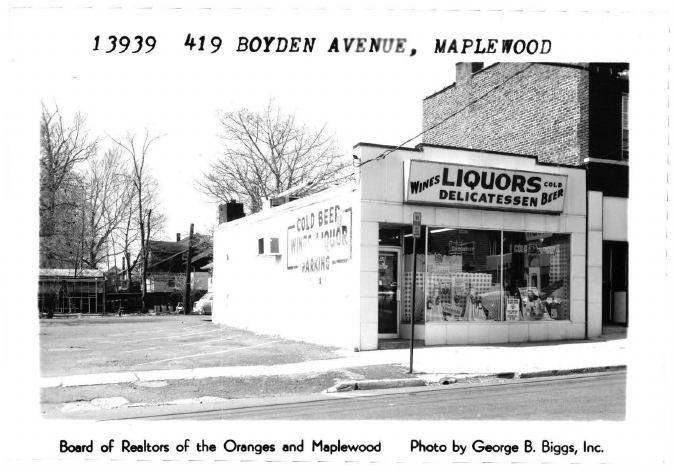 13939 419 BOYDEN AVENUE, MAPLEWOOD
WINES LIQUORS COLD BEER
DELICATESSEN
COLD BEER
WINES LIQUOR
PARKING
Board of Realtors of the Oranges and Maplewood Photo by George B. Biggs, Inc.